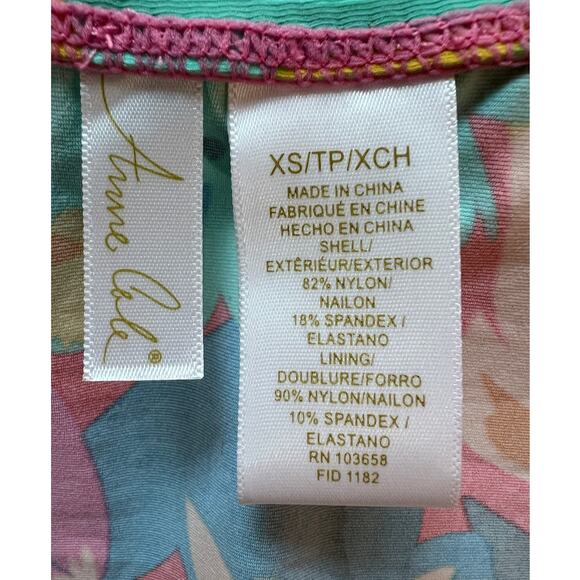 Anne Cole®
XS/TP/XCH
MADE IN CHINA
FABRIQUÉ EN CHINE
HECHO EN CHINA
SHELL/
EXTÊRIÉUR/EXTERIOR
82% NYLON/
NAILON
18% SPANDEX /
ELASTANO
LINING/
DOUBLURE/FORRO
90% NYLON/NAILON
10% SPANDEX /
ELASTANO
RN 103658
FID 1182